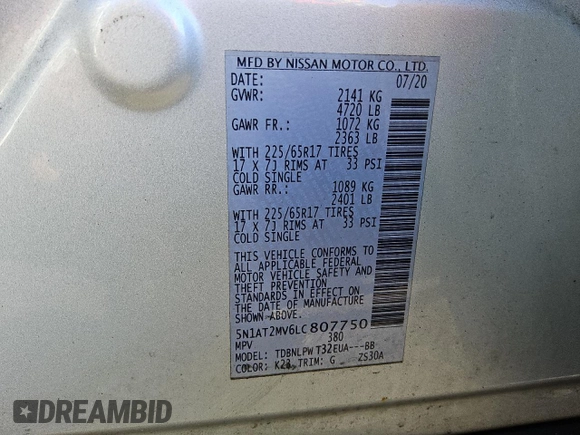 MFD BY NISSAN MOTOR CO., LTD.
DATE: 07/20
GVWR: 2141 KG
4720 LB
GAWR FR.: 1072 KG
2363 LB
WITH 225/65R17 TIRES
17 X 7J RIMS AT 33 PSI
COLD SINGLE
GAWR RR.: 1089 KG
2401 LB
WITH 225/65R17 TIRES
17 X 7J RIMS AT 33 PSI
COLD SINGLE
THIS VEHICLE CONFORMS TO
ALL APPLICABLE FEDERAL
MOTOR VEHICLE SAFETY AND
THEFT PREVENTION
STANDARDS IN EFFECT ON
THE DATE OF MANUFACTURE
SHOWN ABOVE.
5N1AT2MV6LC807750
MPV 380
MODEL: TDBNLPW T32EUA---BB
COLOR: K23 TRIM: G ZS30A
DREAMBID